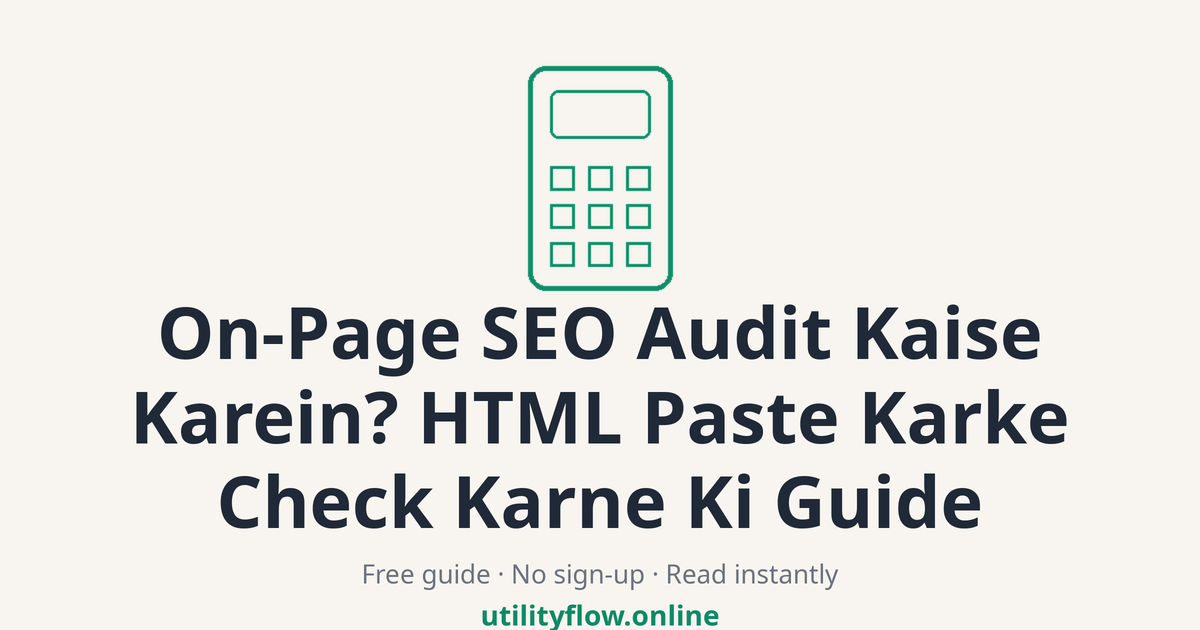 On-Page SEO Audit Kaise
Karein? HTML Paste Karke
Check Karne Ki Guide
Free guide · No sign-up · Read instantly
utilityflow.online